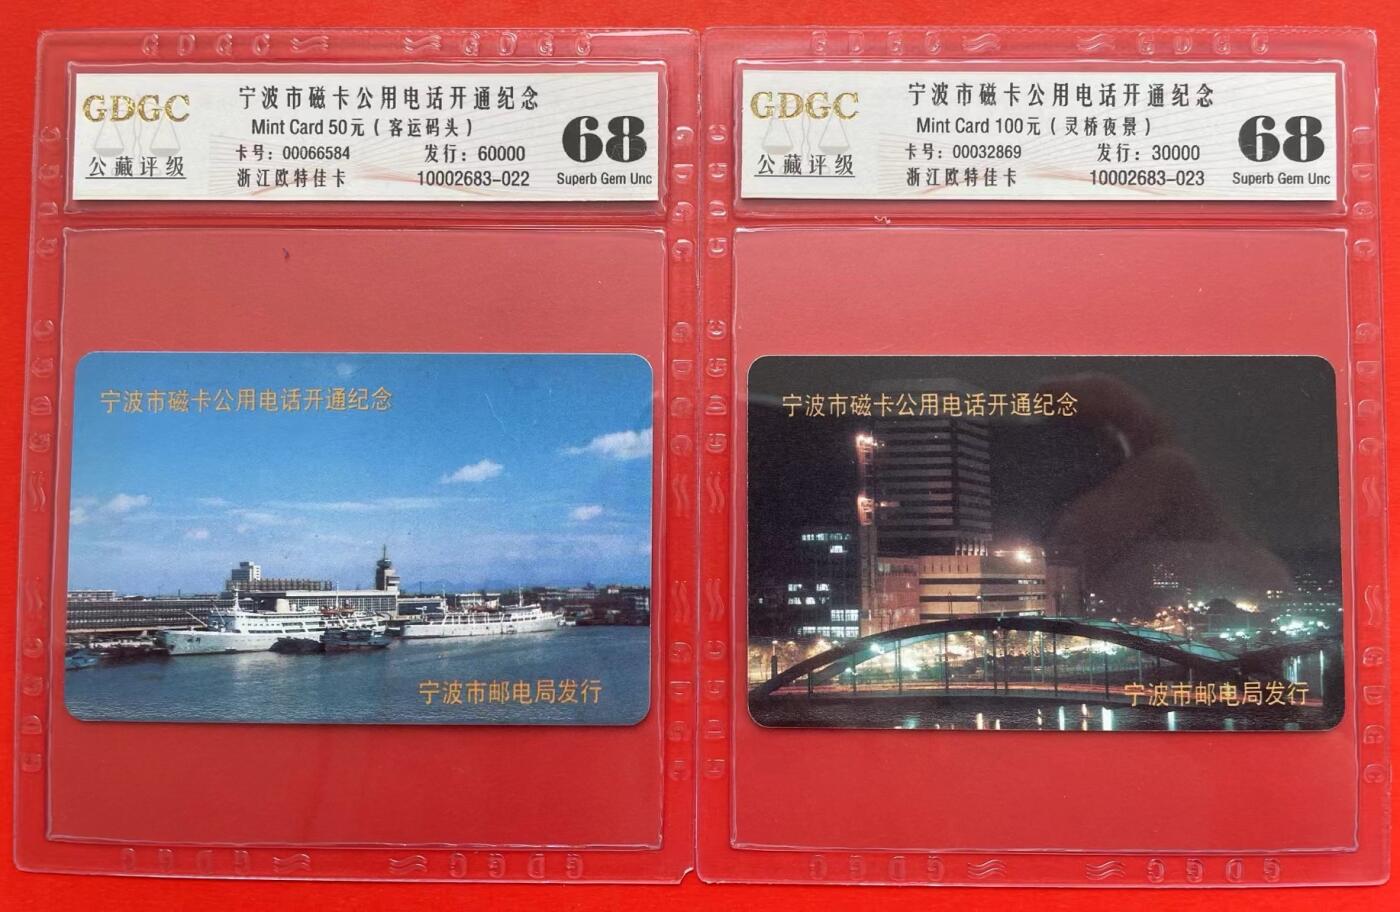 GDGC
公藏评级
宁波市磁卡公用电话开通纪念
Mint Card 50元（客运码头）
卡号：00066584 发行：60000
浙江欧特佳卡 10002683-022
68
Superb Gem Unc
宁波市磁卡公用电话开通纪念
宁波市邮电局发行
GDGC
公藏评级
宁波市磁卡公用电话开通纪念
Mint Card 100元（灵桥夜景）
卡号：00032869 发行：30000
浙江欧特佳卡 10002683-023
68
Superb Gem Unc
宁波市磁卡公用电话开通纪念
宁波市邮电局发行